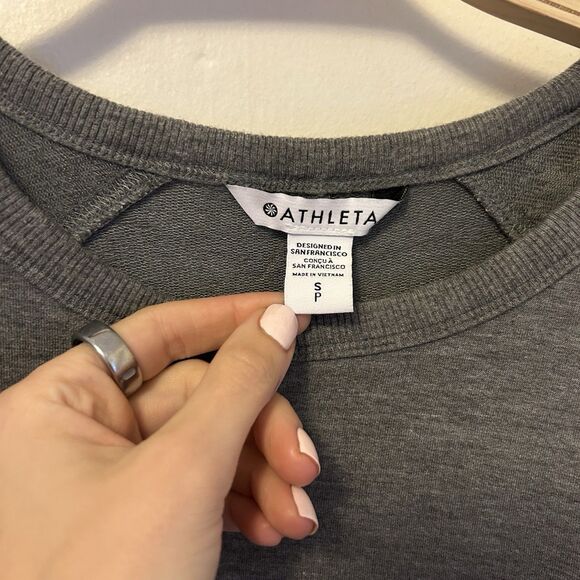 ATHLETA
DESIGNED IN
SAN FRANCISCO
CONÇU À
SAN FRANCISCO
MADE IN VIETNAM
S
P